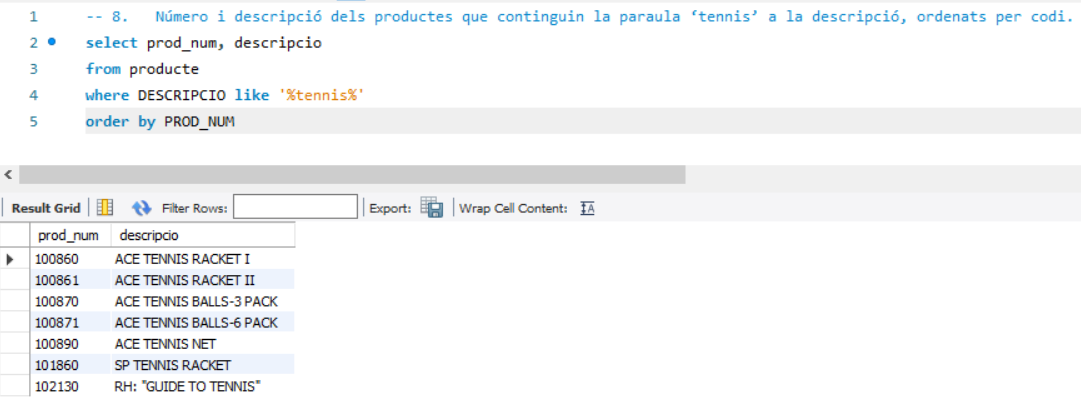 1 -- 8. Número i descripció dels productes que continguin la paraula ‘tennis’ a la descripció, ordenats per codi.
2 select prod_num, descripcio
3 from producte
4 where DESCRIPCIO like '%tennis%'
5 order by PROD_NUM
Result Grid Filter Rows: Export: Wrap Cell Content: IA
prod_num descripcio
100860 ACE TENNIS RACKET I
100861 ACE TENNIS RACKET II
100870 ACE TENNIS BALLS-3 PACK
100871 ACE TENNIS BALLS-6 PACK
100890 ACE TENNIS NET
101860 SP TENNIS RACKET
102130 RH: "GUIDE TO TENNIS"